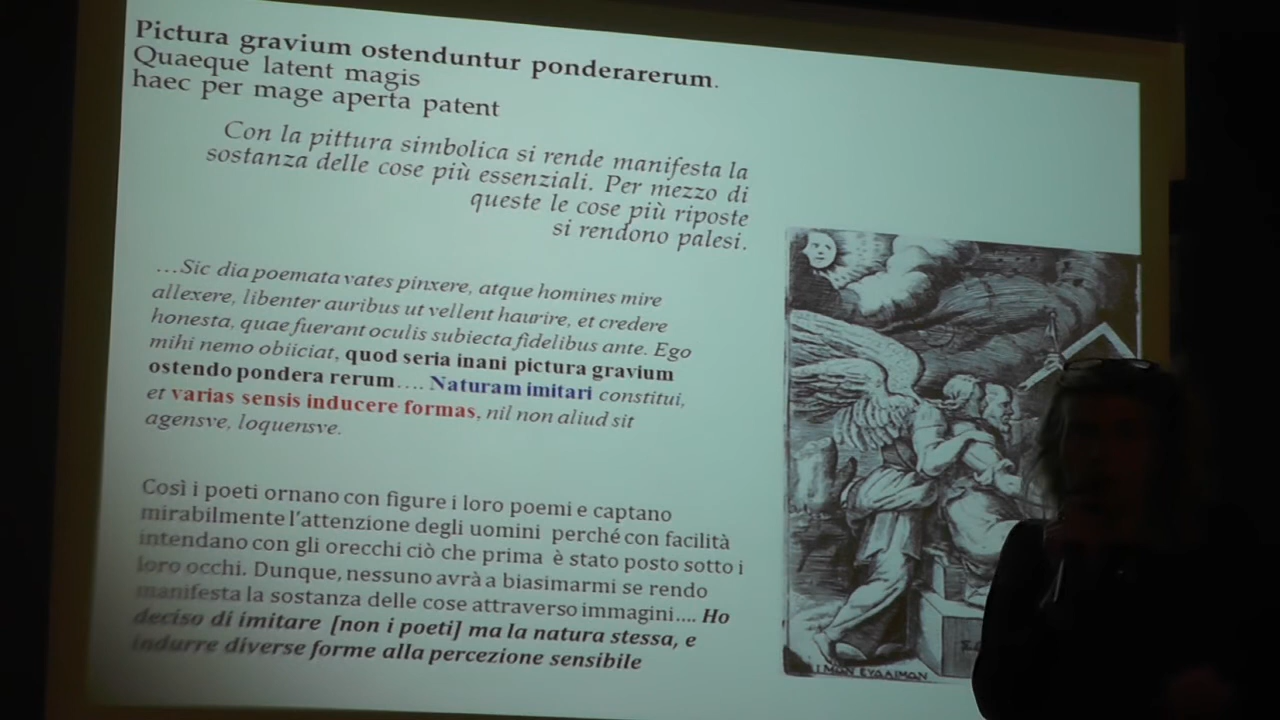 Pictura gravium ostenduntur ponderarerum.
Quaeque latent magis
haec per mage aperta patent
Con la pittura simbolica si rende manifesta la
sostanza delle cose più essenziali. Per mezzo di
queste le cose più riposte
si rendono palesi.
…Sic dia poemata vates pinxere, atque homines mire
allexere, libenter auribus ut vellent haurire, et credere
honesta, quae fuerant oculis subiecta fidelibus ante. Ego
mihi nemo obiiciat, quod seria inani pictura gravium
ostendo pondera rerum…. Naturam imitari constitui,
et varias sensis inducere formas, nil non aliud sit
agensve, loquensve.
Così i poeti ornano con figure i loro poemi e captano
mirabilmente l'attenzione degli uomini perché con facilità
intendano con gli orecchi ciò che prima è stato posto sotto i
loro occhi. Dunque, nessuno avrà a biasimarmi se rendo
manifesta la sostanza delle cose attraverso immagini…. Ho
deciso di imitare [non i poeti] ma la natura stessa, e
indurre diverse forme alla percezione sensibile
ΕΥΔΑΙΜΩΝ